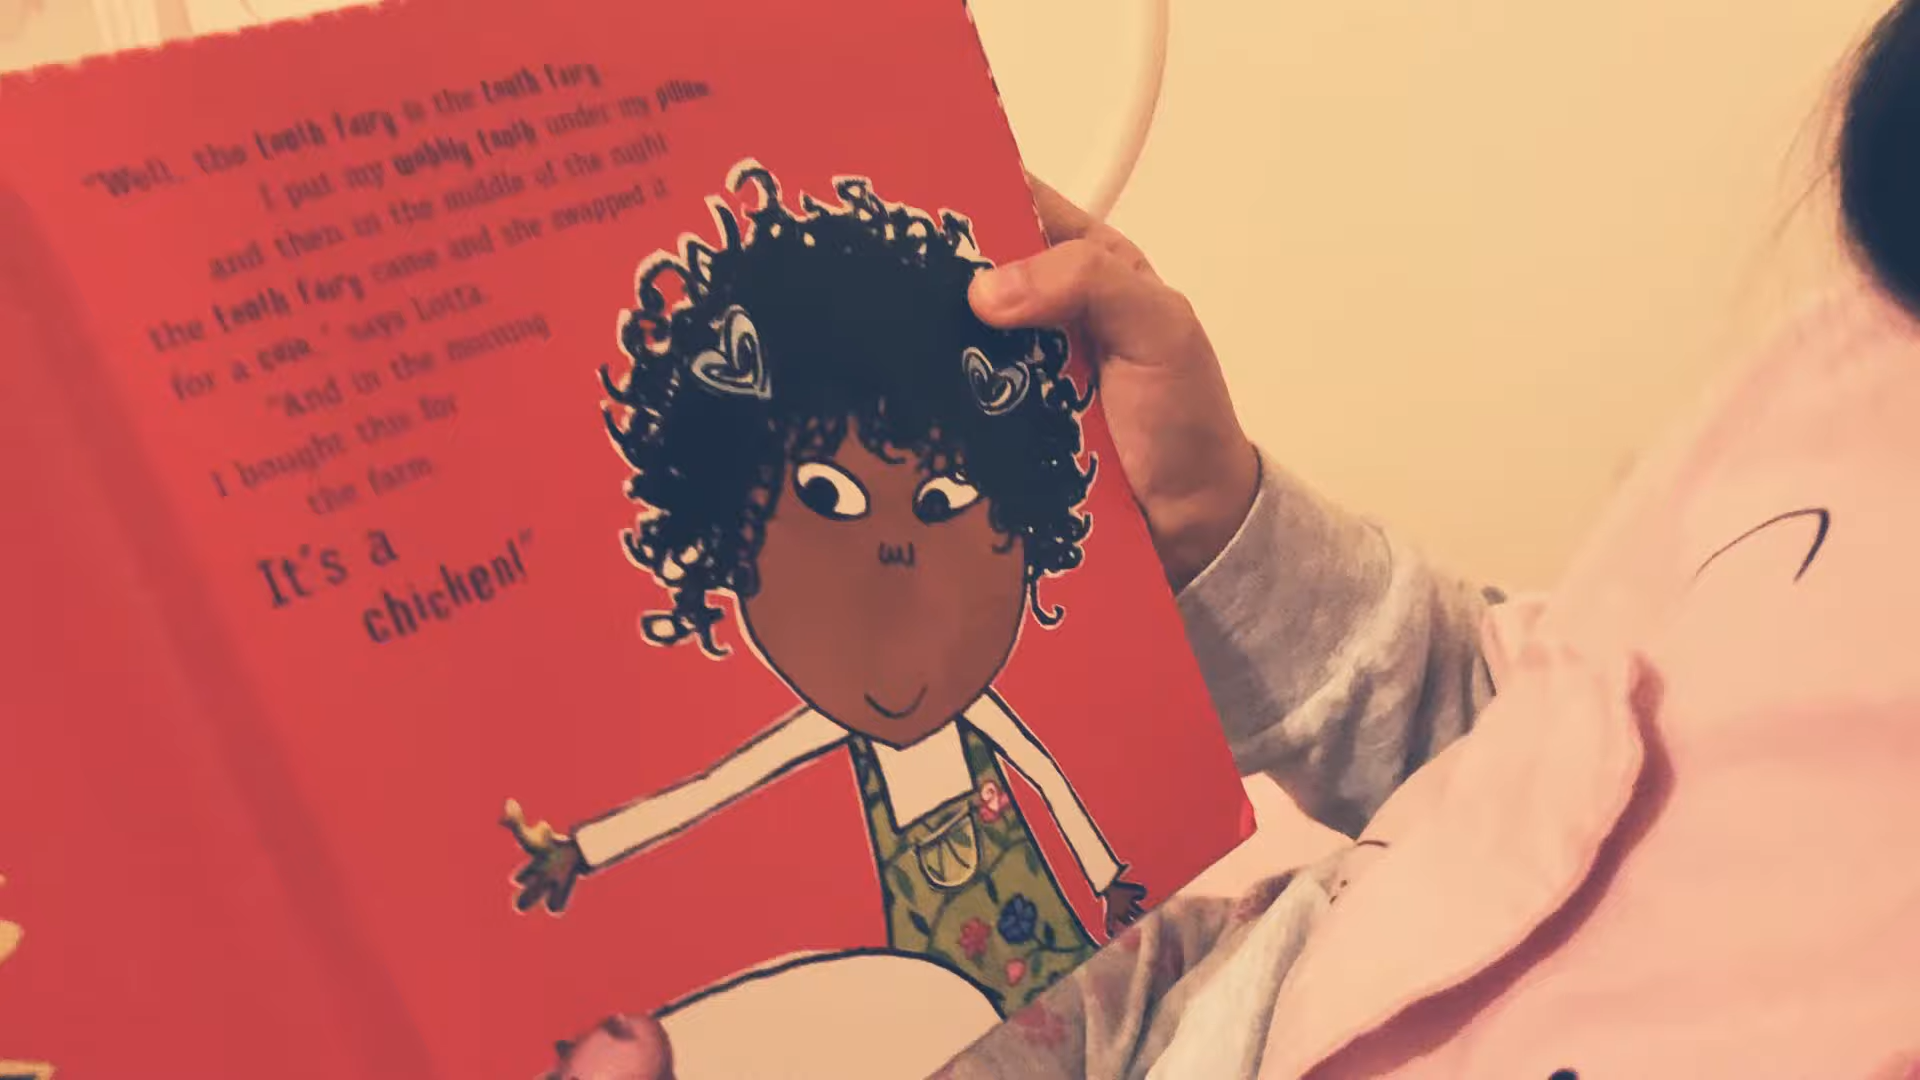 "Well, the tooth fairy is the tooth fairy.
I put my wobbly tooth under my pillow
and then in the middle of the night
the tooth fairy came and she swapped it
for a coin," says Lotta.
"And in the morning
I bought this for
the farm.
It's a
chicken!"